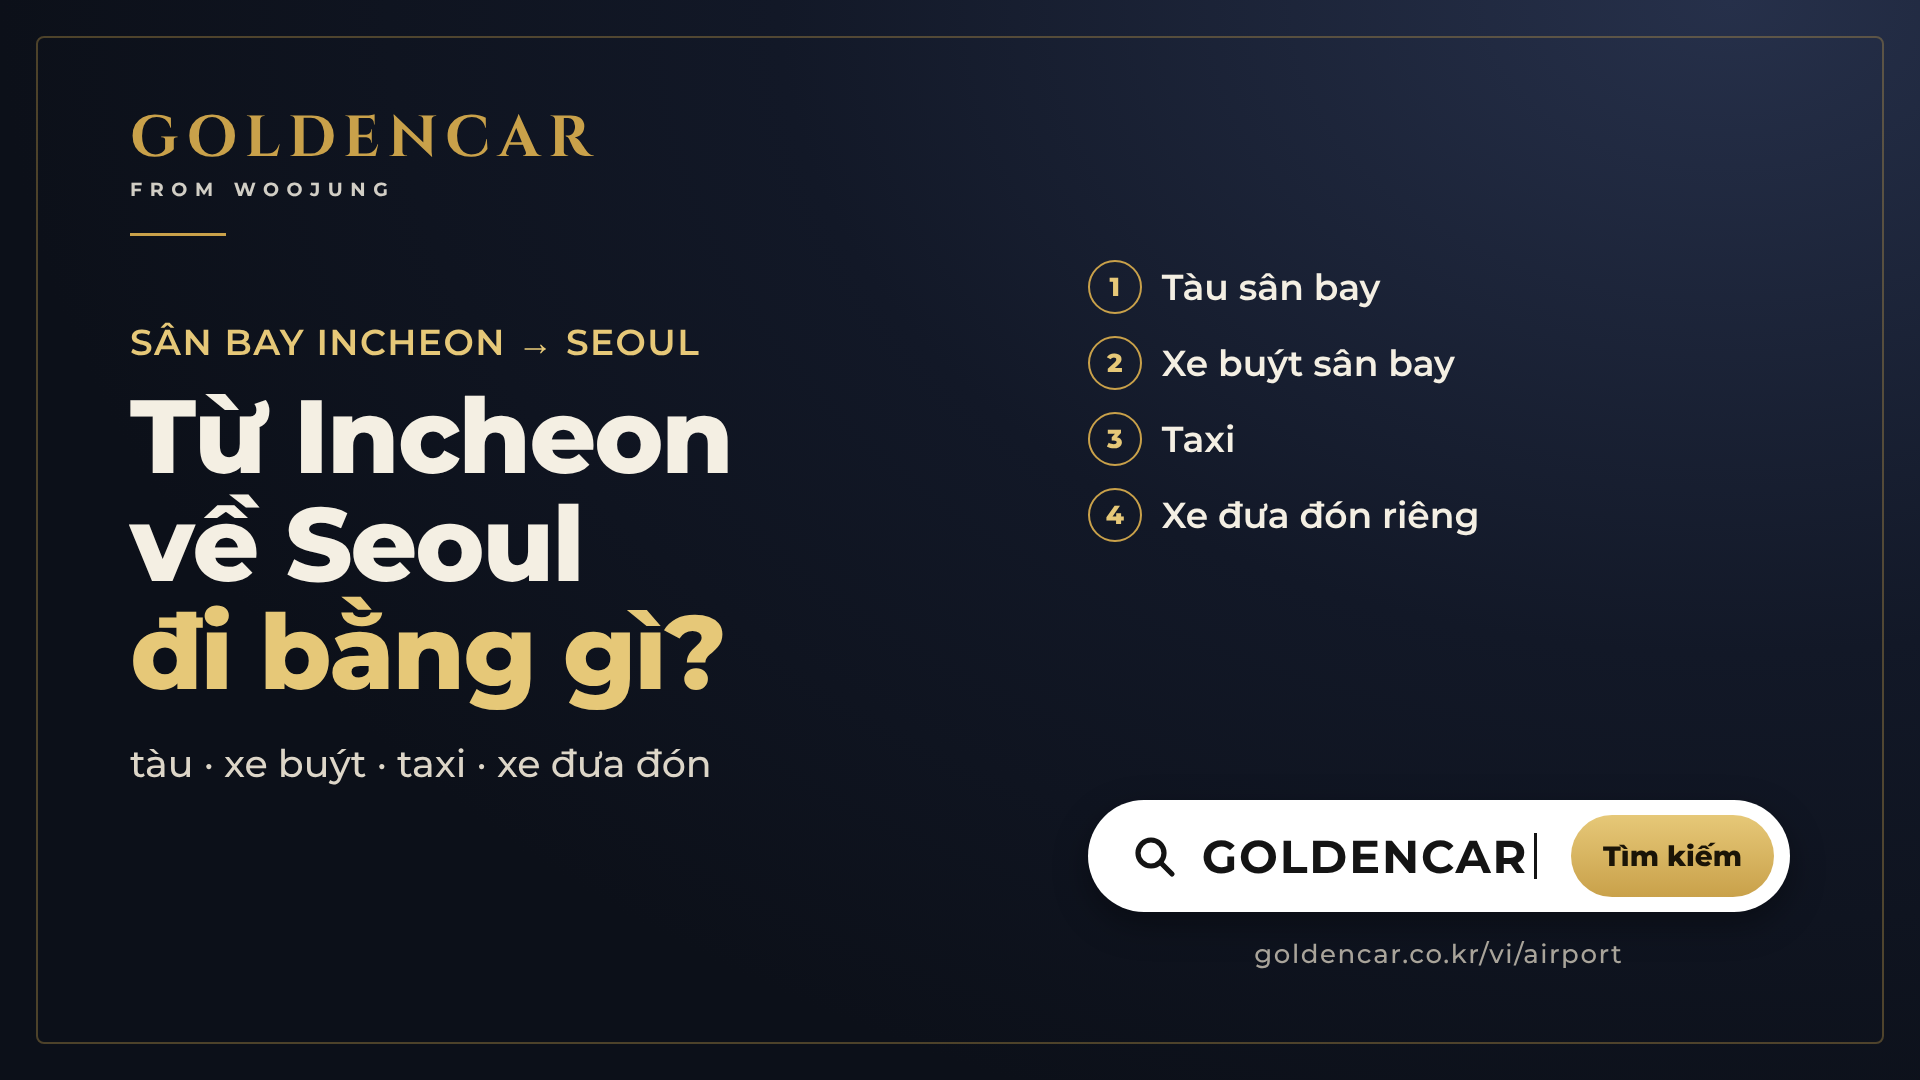 GOLDENCAR
FROM WOOJUNG
SÂN BAY INCHEON → SEOUL
Từ Incheon
về Seoul
đi bằng gì?
tàu · xe buýt · taxi · xe đưa đón
1 Tàu sân bay
2 Xe buýt sân bay
3 Taxi
4 Xe đưa đón riêng
GOLDENCAR
Tìm kiếm
goldencar.co.kr/vi/airport